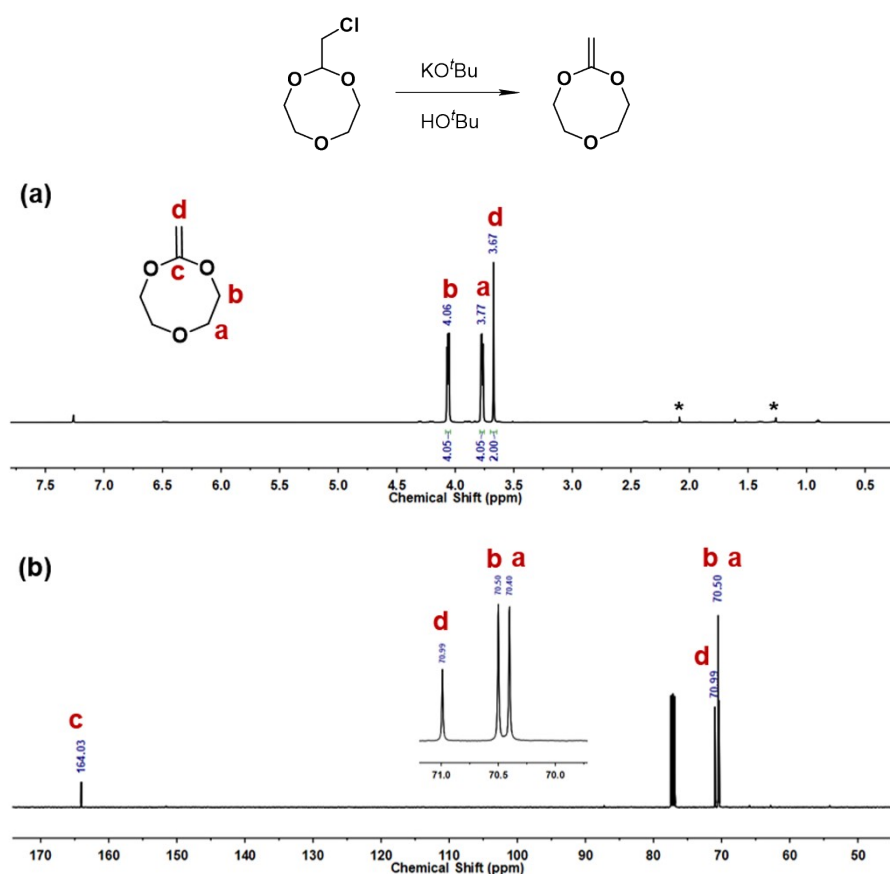 Cl
O O KO^tBu O O
HO^tBu
O O
(a)
d
d
3.67
O O
c
b
b
a
4.06
3.77
a
O
* *
4.05
4.05
2.00
7.5 7.0 6.5 6.0 5.5 5.0 4.5 4.0 3.5 3.0 2.5 2.0 1.5 1.0 0.5
Chemical Shift (ppm)
(b)
b a
b a
70.50
70.40
70.50
d
70.99
d
70.99
c
164.03
71.0 70.5 70.0
170 160 150 140 130 120 110 100 90 80 70 60 50
Chemical Shift (ppm)